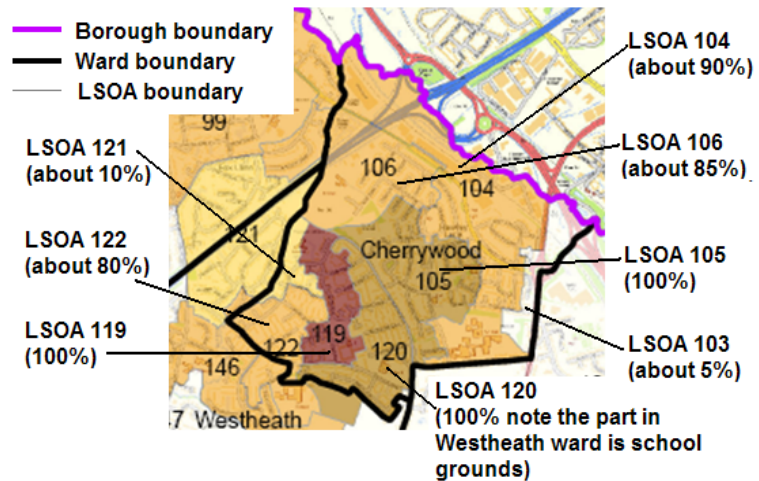 Borough boundary
Ward boundary
LSOA boundary
LSOA 104
(about 90%)
99
LSOA 106
(about 85%)
LSOA 121
(about 10%)
106
104
121
LSOA 122
(about 80%)
Cherrywood
105
LSOA 105
(100%)
LSOA 119
(100%)
119
122
120
146
LSOA 103
(about 5%)
LSOA 120
(100% note the part in
Westheath ward is school
grounds)
47 Westheath